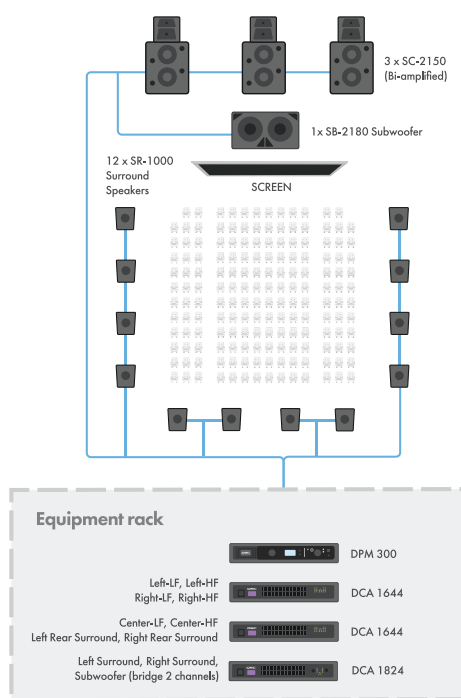 3 x SC-2150
(Bi-amplified)
1x SB-2180 Subwoofer
12 x SR-1000
Surround
Speakers
SCREEN
Equipment rack
DPM 300
Left-LF, Left-HF
Right-LF, Right-HF
DCA 1644
Center-LF, Center-HF
Left Rear Surround, Right Rear Surround
DCA 1644
Left Surround, Right Surround,
Subwoofer (bridge 2 channels)
DCA 1824